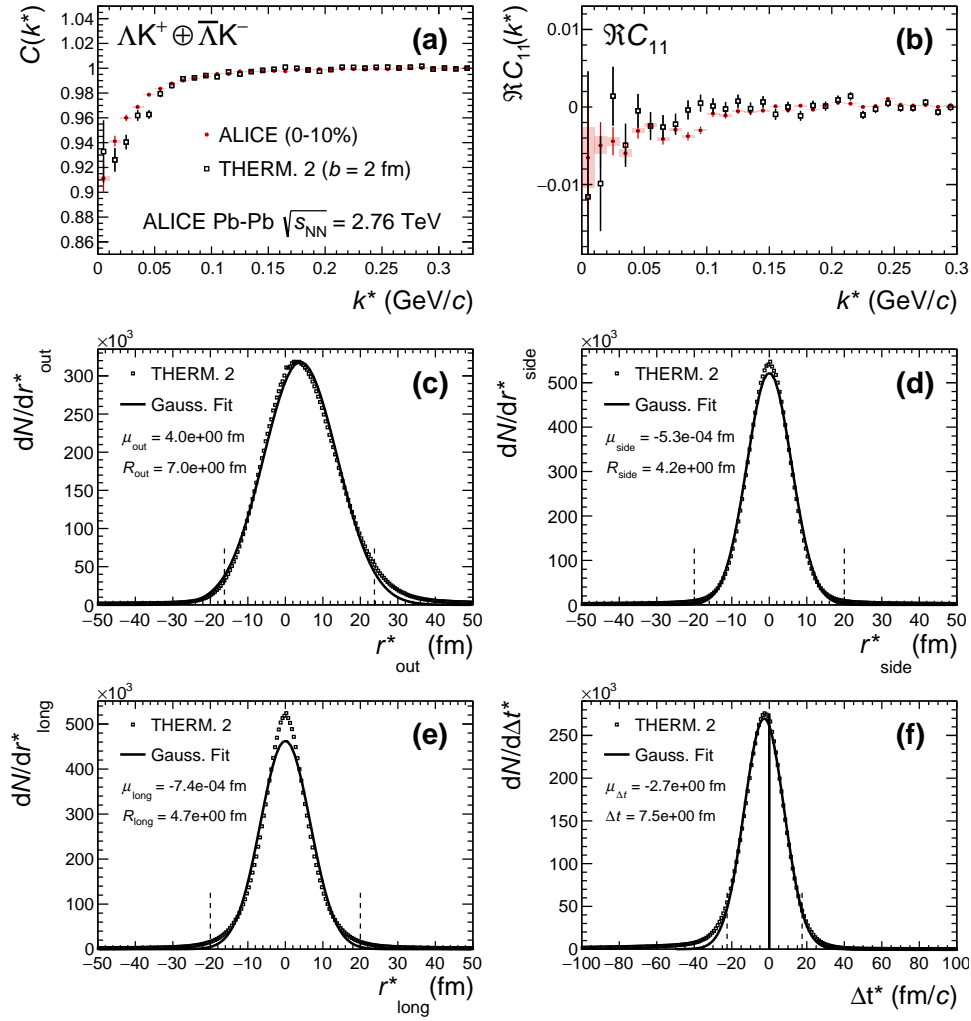 C(k*)
1.04
1.02
1
0.98
0.96
0.94
0.92
0.9
0.88
0.86
ΛK⁺ ⊕ Λ̅K⁻
(a)
ALICE (0-10%)
THERM. 2 (b = 2 fm)
ALICE Pb-Pb √sNN = 2.76 TeV
0 0.05 0.1 0.15 0.2 0.25 0.3
k* (GeV/c)
ℜC₁₁(k*)
0.01
0
−0.01
ℜC₁₁
(b)
0 0.05 0.1 0.15 0.2 0.25 0.3
k* (GeV/c)
dN/dr*out
×10³
300
250
200
150
100
50
0
THERM. 2
(c)
Gauss. Fit
μout = 4.0e+00 fm
Rout = 7.0e+00 fm
−50 −40 −30 −20 −10 0 10 20 30 40 50
r*out (fm)
dN/dr*side
×10³
500
400
300
200
100
0
THERM. 2
(d)
Gauss. Fit
μside = -5.3e-04 fm
Rside = 4.2e+00 fm
−50 −40 −30 −20 −10 0 10 20 30 40 50
r*side (fm)
dN/dr*long
×10³
500
400
300
200
100
0
THERM. 2
(e)
Gauss. Fit
μlong = -7.4e-04 fm
Rlong = 4.7e+00 fm
−50 −40 −30 −20 −10 0 10 20 30 40 50
r*long (fm)
dN/dΔt*
×10³
250
200
150
100
50
0
THERM. 2
(f)
Gauss. Fit
μΔt = -2.7e+00 fm
Δt = 7.5e+00 fm
−100 −80 −60 −40 −20 0 20 40 60 80 100
Δt* (fm/c)